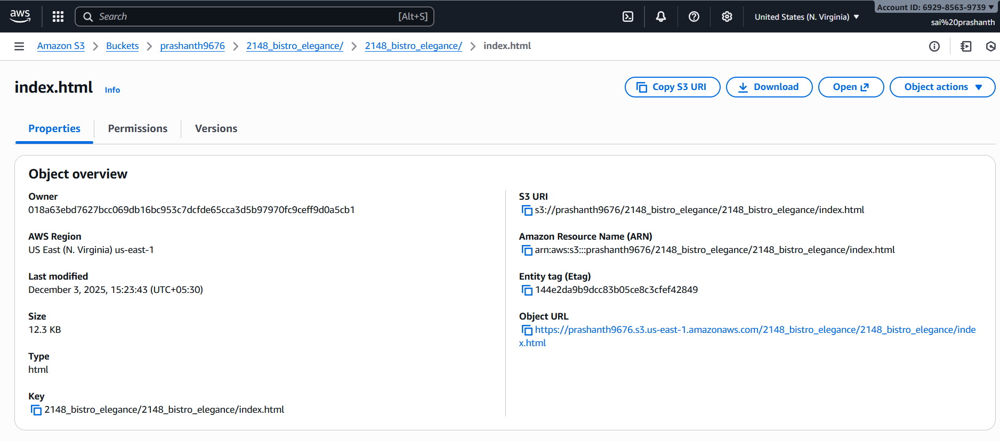 aws
Search [Alt+S]
United States (N. Virginia)
Account ID: 6929-8563-9739
sai%20prashanth
Amazon S3 Buckets prashanth9676 2148_bistro_elegance/ 2148_bistro_elegance/ index.html
index.html Info
Copy S3 URI Download Open Object actions
Properties Permissions Versions
Object overview
Owner
018a63ebd7627bcc069db16bc953c7dcfde65cca3d5b97970fc9ceff9d0a5cb1
AWS Region
US East (N. Virginia) us-east-1
Last modified
December 3, 2025, 15:23:43 (UTC+05:30)
Size
12.3 KB
Type
html
Key
2148_bistro_elegance/2148_bistro_elegance/index.html
S3 URI
s3://prashanth9676/2148_bistro_elegance/2148_bistro_elegance/index.html
Amazon Resource Name (ARN)
arn:aws:s3:::prashanth9676/2148_bistro_elegance/2148_bistro_elegance/index.html
Entity tag (Etag)
144e2da9b9dcc83b05ce8c3cfef42849
Object URL
https://prashanth9676.s3.us-east-1.amazonaws.com/2148_bistro_elegance/2148_bistro_elegance/inde
x.html